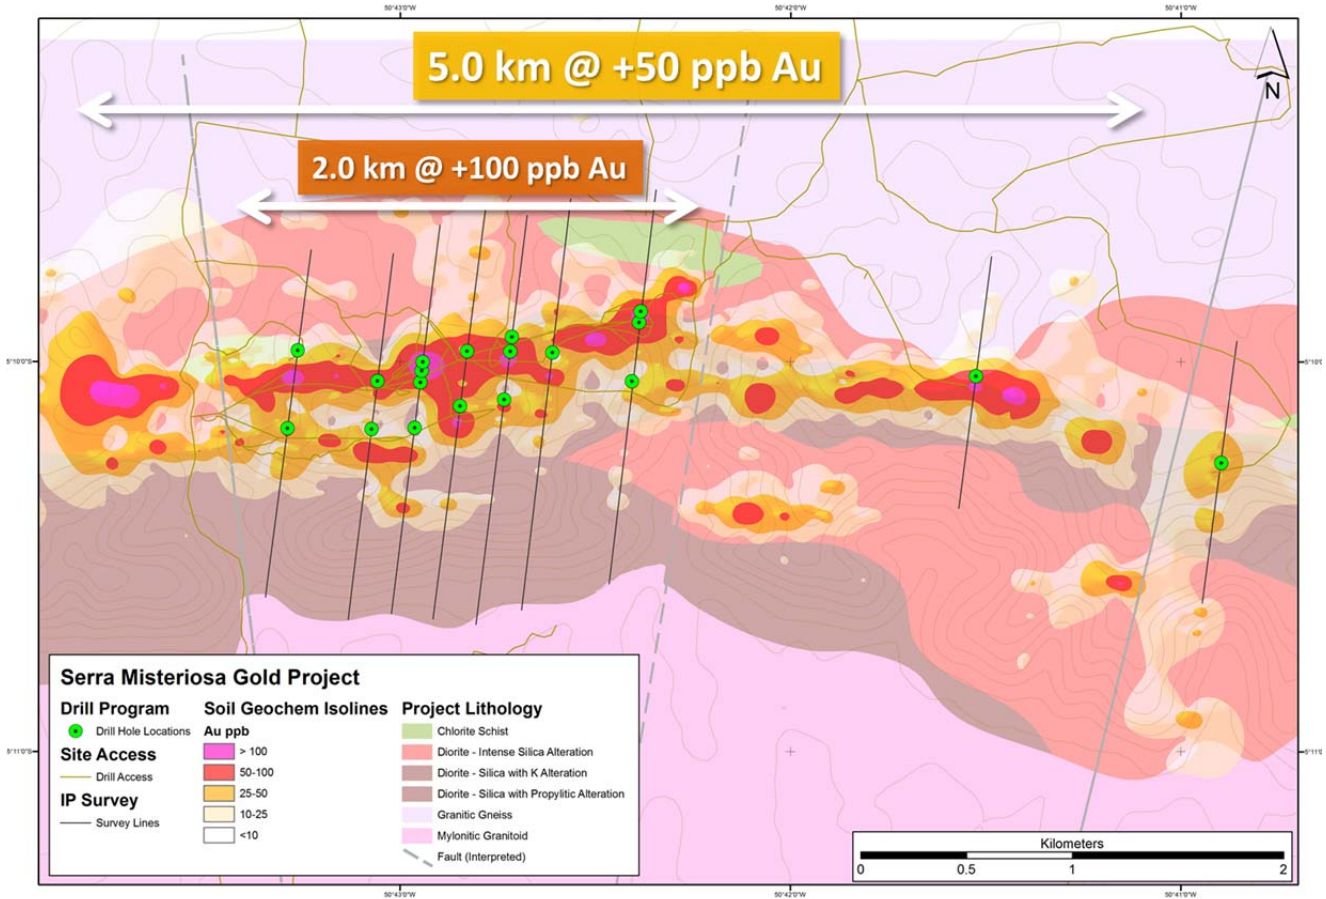 50°43'0"W
50°42'0"W
50°41'0"W
5.0 km @ +50 ppb Au
N
2.0 km @ +100 ppb Au
5°10'0"S
5°10'0"S
Serra Misteriosa Gold Project
Drill Program
Drill Hole Locations
Site Access
Drill Access
IP Survey
Survey Lines
Soil Geochem Isolines
Au ppb
> 100
50-100
25-50
10-25
<10
Project Lithology
Chlorite Schist
Diorite - Intense Silica Alteration
Diorite - Silica with K Alteration
Diorite - Silica with Propylitic Alteration
Granitic Gneiss
Mylonitic Granitoid
Fault (Interpreted)
5°11'0"S
5°11'0"S
Kilometers
0 0.5 1 2
50°43'0"W
50°42'0"W
50°41'0"W